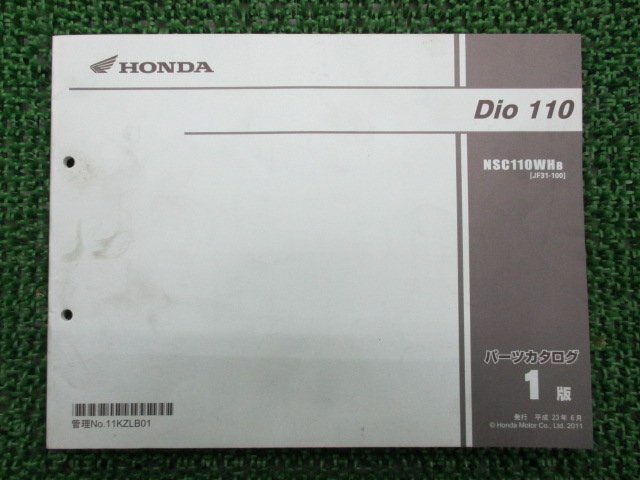 HONDA
Dio 110
NSC110WHB
[JF31-100]
パーツカタログ
1版
発行 平成 23年 6月
© Honda Motor Co., Ltd. 2011
管理No.11KZLB01